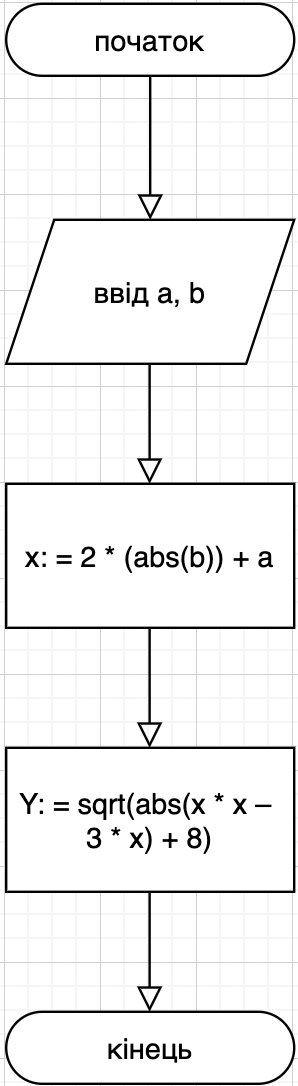 початок
ввід a, b
x: = 2 * (abs(b)) + a
Y: = sqrt(abs(x * x –
3 * x) + 8)
кінець